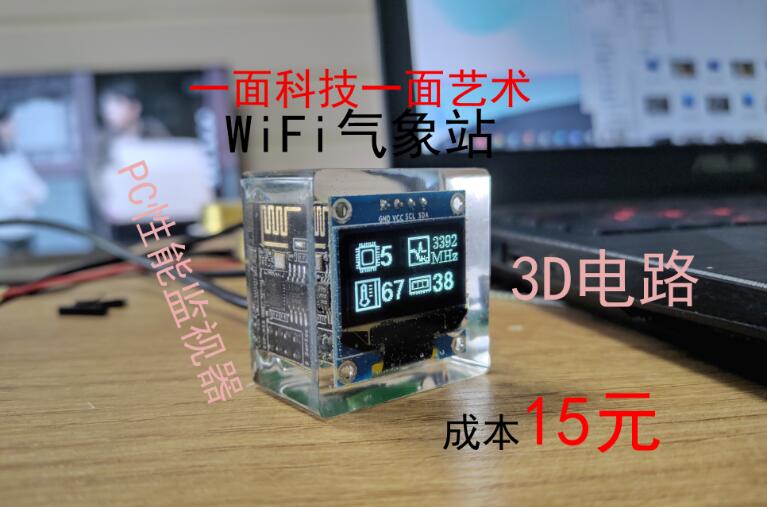 一面科技一面艺术
WiFi气象站
PC性能监视器
GND VCC SCL SDA
5
3392
MHz
67
38
3D电路
成本15元